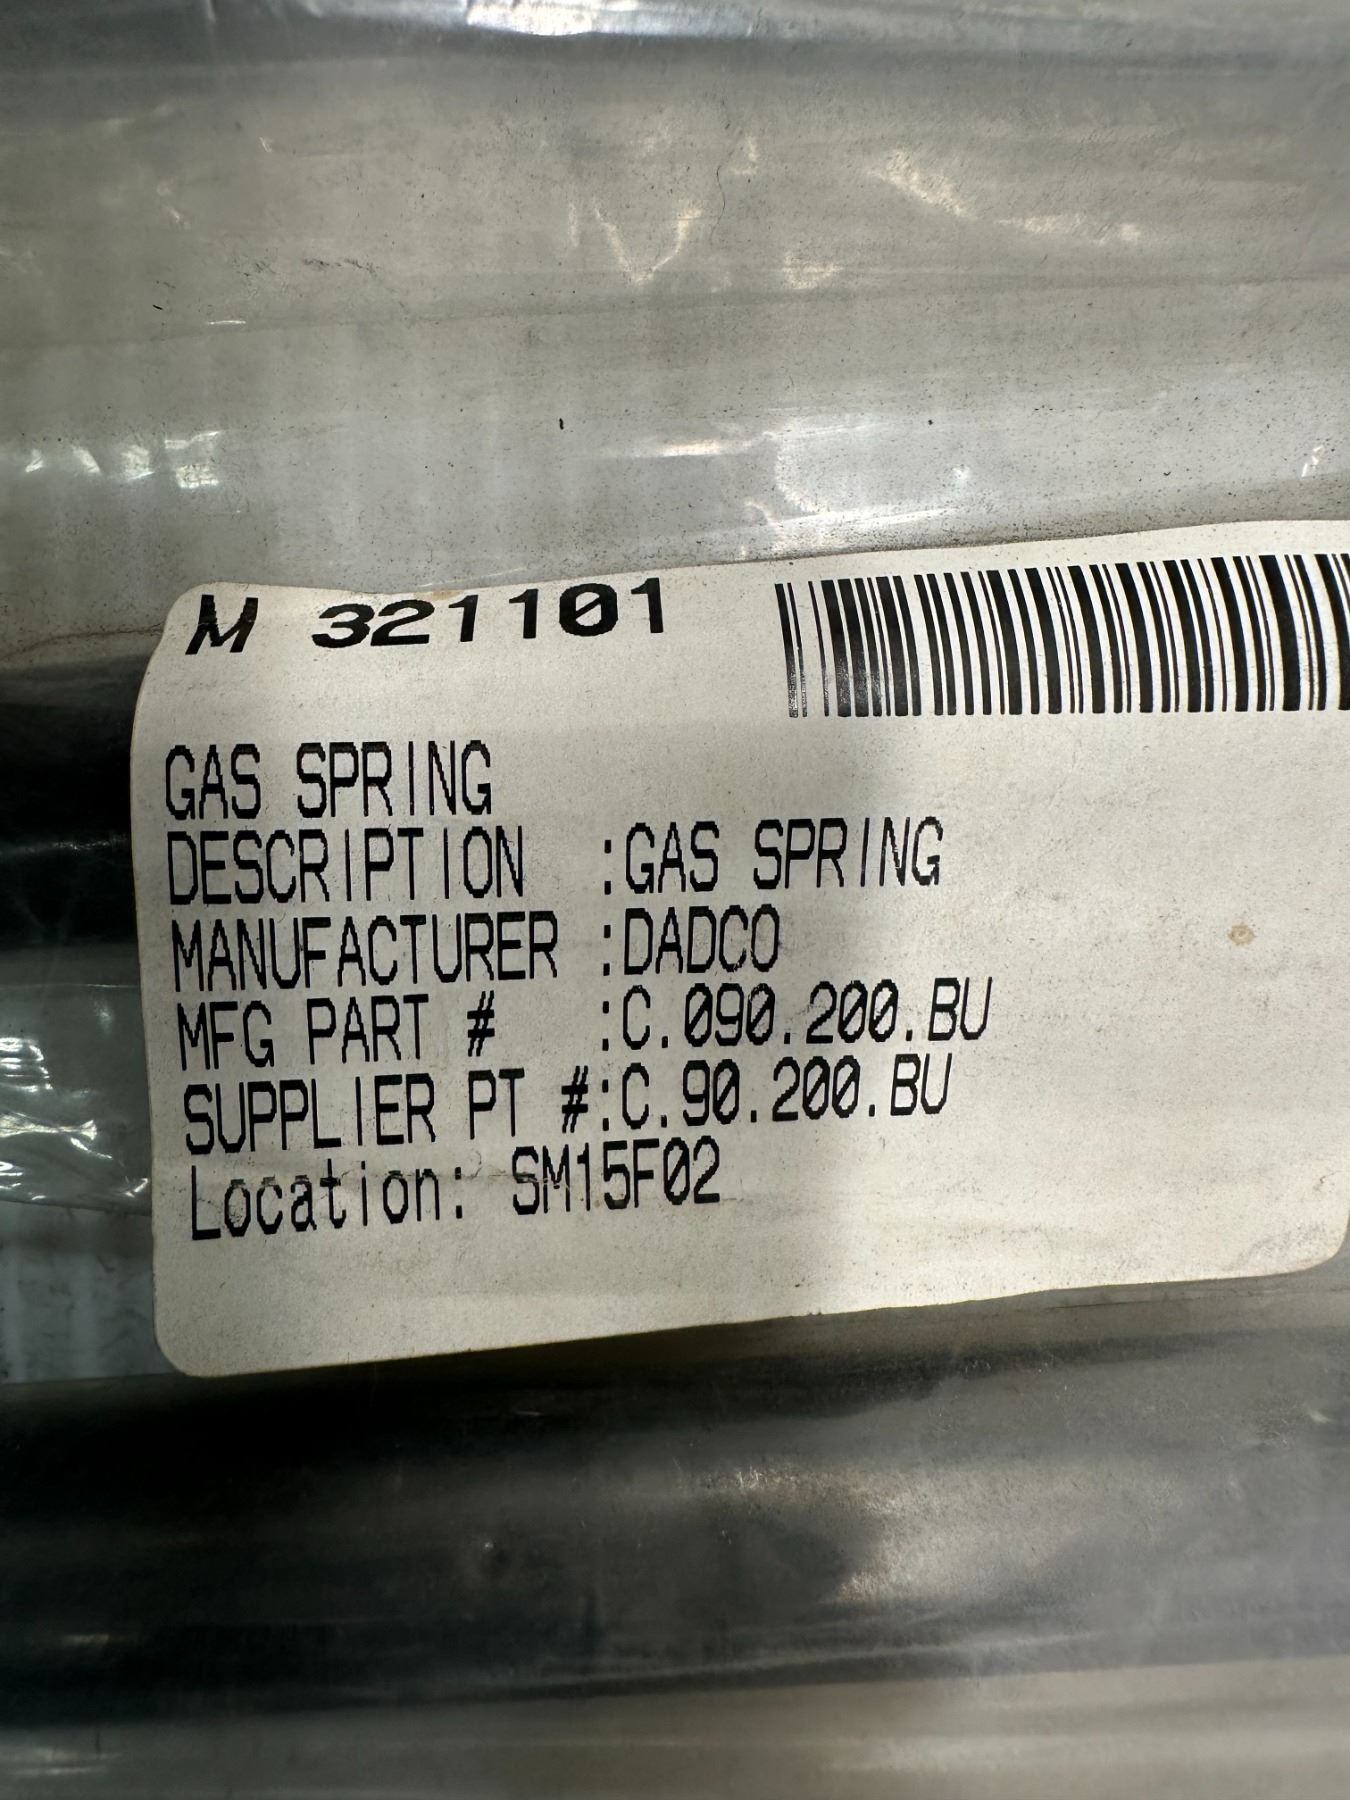 M 321101
GAS SPRING
DESCRIPTION :GAS SPRING
MANUFACTURER :DADCO
MFG PART # :C.090.200.BU
SUPPLIER PT #:C.90.200.BU
Location: SM15F02